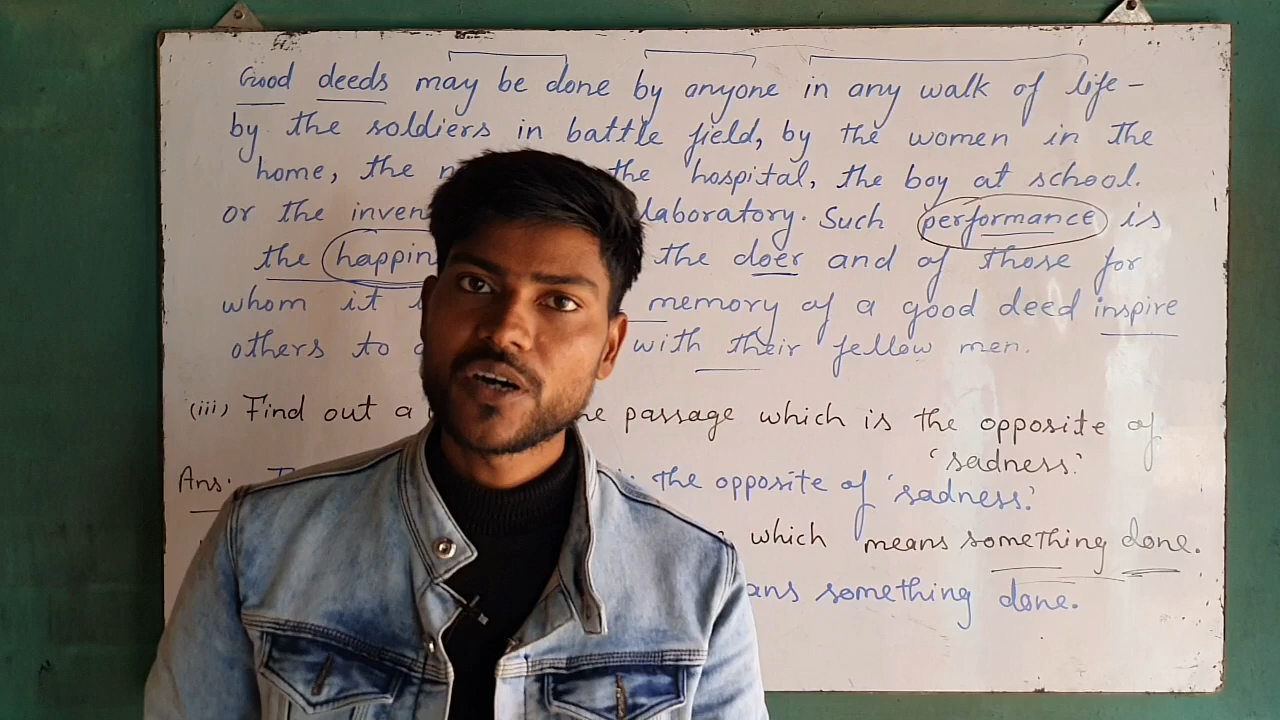 Good deeds may be done by anyone in any walk of life -
by the soldiers in battle field, by the women in the
home, the the hospital, the boy at school.
or the laboratory. Such performance is
the the doer and of those for
whom it memory of a good deed inspire
others to with their fellow men.
(iii) Find out a passage which is the opposite of
'sadness.'
Ans. the opposite of 'sadness.'
which means something done.
something done.